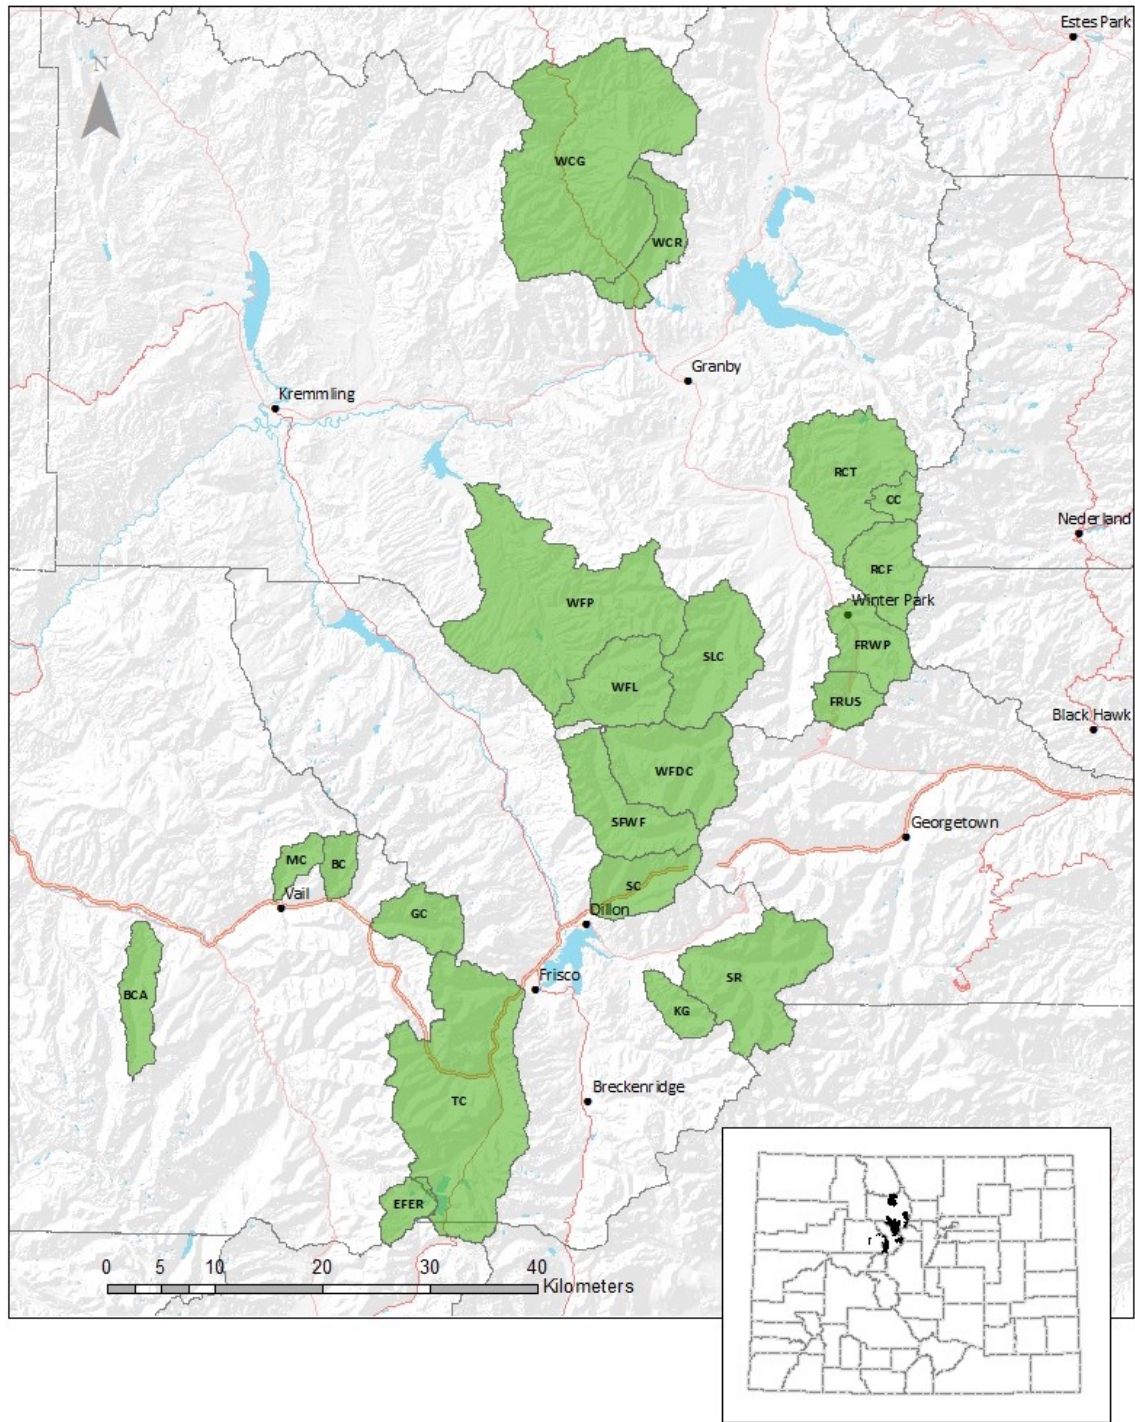 Estes Park
N
WCG
WCR
Granby
Kremmling
RCT
CC
Nederland
RCF
WFP
Winter Park
FRWP
SLC
WFL
FRUS
Black Hawk
WFDC
SFWF
Georgetown
MC
BC
SC
Vail
GC
Dillon
Frisco
SR
BCA
KG
Breckenridge
TC
EFER
0 5 10 20 30 40
Kilometers